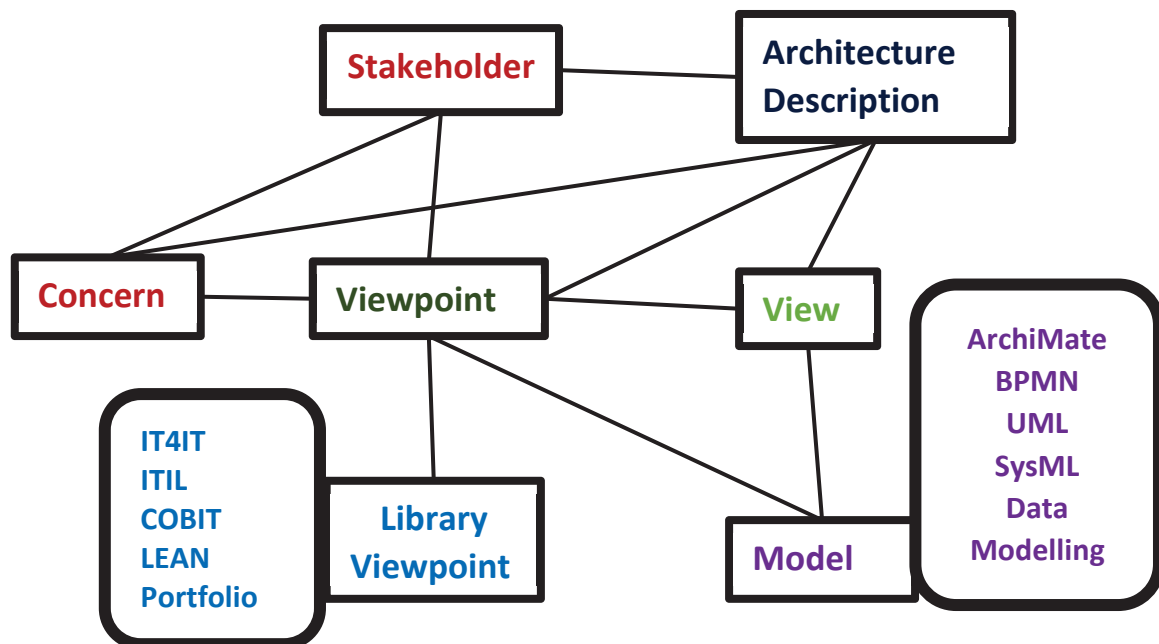 Stakeholder
Architecture
Description
Concern
Viewpoint
View
ArchiMate
BPMN
UML
SysML
Data
Modelling
IT4IT
ITIL
COBIT
LEAN
Portfolio
Library
Viewpoint
Model